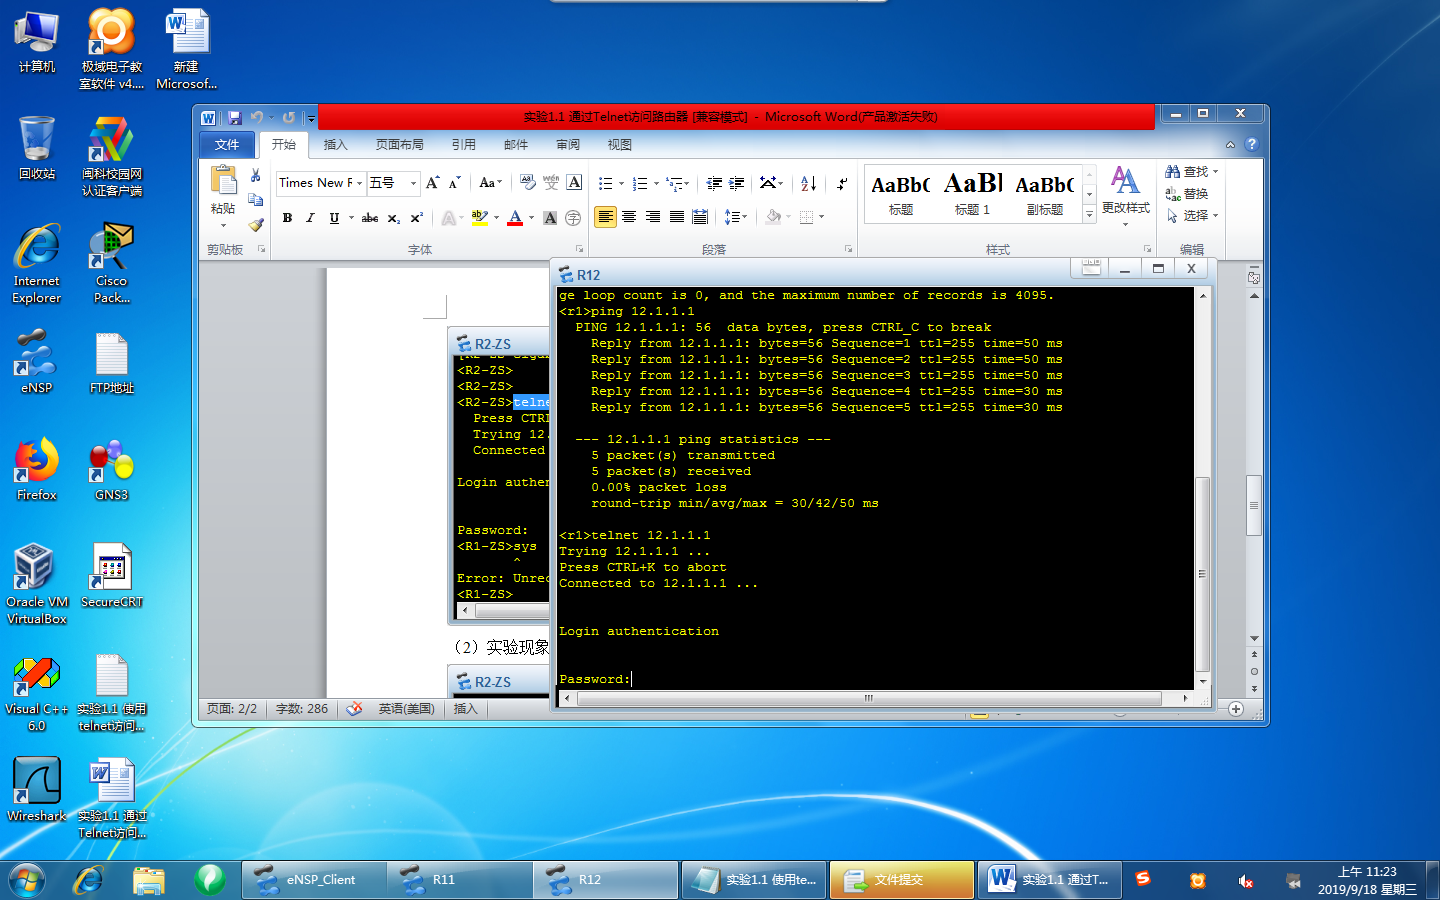 计算机
极域电子教
室软件 v4....
新建
Microsof...
回收站
闽科校园网
认证客户端
Internet
Explorer
Cisco
Pack...
eNSP
FTP地址
Firefox
GNS3
Oracle VM
VirtualBox
SecureCRT
Visual C++
6.0
实验1.1 使用
telnet访问...
Wireshark
实验1.1 通过
Telnet访问...
实验1.1 通过Telnet访问路由器 [兼容模式] - Microsoft Word(产品激活失败)
文件
开始
插入
页面布局
引用
邮件
审阅
视图
粘贴
剪贴板
Times New R
五号
字体
段落
AaBbC
标题
AaBl
标题 1
AaBbC
副标题
更改样式
样式
查找
替换
选择
编辑
R2-ZS
<R2-ZS>
<R2-ZS>
<R2-ZS>telne
Press CTRL
Trying 12.
Connected
Login authen
Password:
<R1-ZS>sys
^
Error: Unrec
<R1-ZS>
（2）实验现象
R2-ZS
R12
ge loop count is 0, and the maximum number of records is 4095.
<r1>ping 12.1.1.1
PING 12.1.1.1: 56  data bytes, press CTRL_C to break
Reply from 12.1.1.1: bytes=56 Sequence=1 ttl=255 time=50 ms
Reply from 12.1.1.1: bytes=56 Sequence=2 ttl=255 time=50 ms
Reply from 12.1.1.1: bytes=56 Sequence=3 ttl=255 time=50 ms
Reply from 12.1.1.1: bytes=56 Sequence=4 ttl=255 time=30 ms
Reply from 12.1.1.1: bytes=56 Sequence=5 ttl=255 time=30 ms
--- 12.1.1.1 ping statistics ---
5 packet(s) transmitted
5 packet(s) received
0.00% packet loss
round-trip min/avg/max = 30/42/50 ms
<r1>telnet 12.1.1.1
Trying 12.1.1.1 ...
Press CTRL+K to abort
Connected to 12.1.1.1 ...
Login authentication
Password:
页面: 2/2
字数: 286
英语(美国)
插入
eNSP_Client
R11
R12
实验1.1 使用te...
文件提交
实验1.1 通过T...
上午 11:23
2019/9/18 星期三